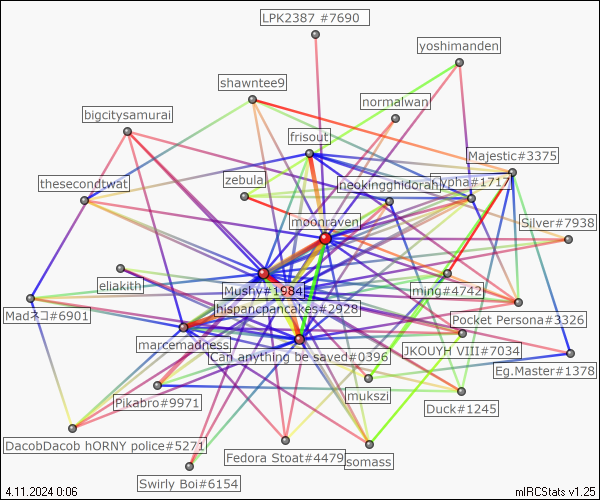 LPK2387 #7690
yoshimanden
shawntee9
normalwan
bigcitysamurai
frisout
Majestic#3375
thesecondtwat
zebula
neokingghidorah
ypha#1717
moonraven
Silver#7938
eliakith
Mushy#1984
ming#4742
Madネコ#6901
hispanicpancakes#2928
Pocket Persona#3326
marcemadness
Can anything be saved#0396
JKOUYH VIII#7034
Eg.Master#1378
mukszi
Pikabro#9971
Duck#1245
DacobDacob hORNY police#5271
Fedora Stoat#4479
somass
Swirly Boi#6154
4.11.2024 0:06
mIRCStats v1.25